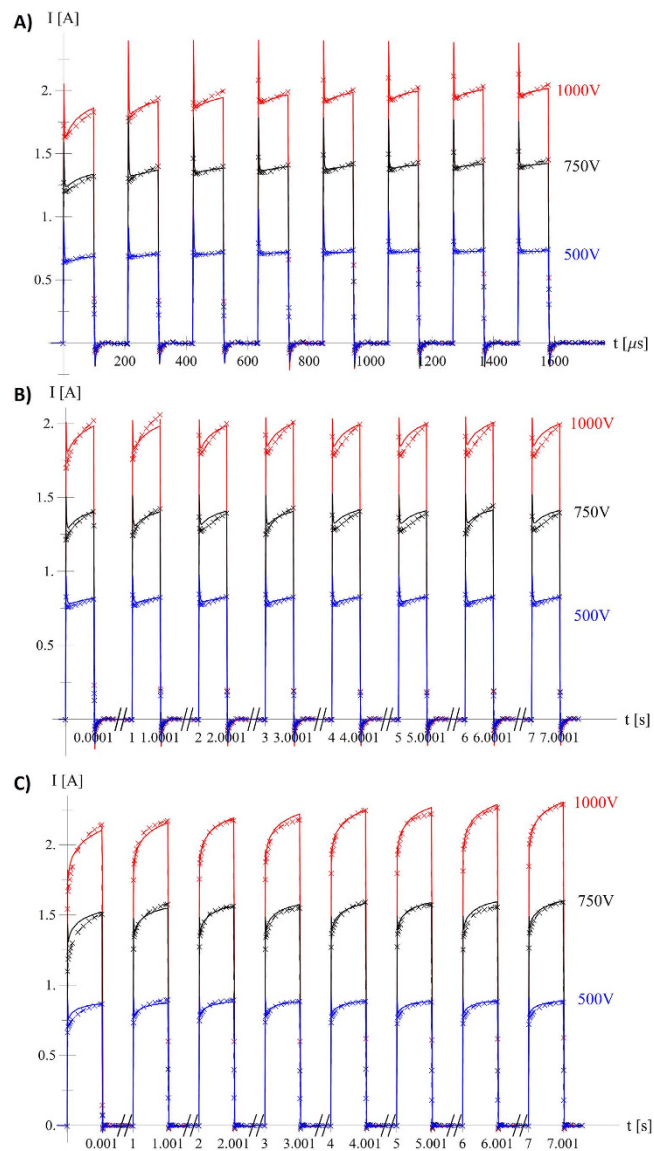 A)
I [A]
2.
1.5
1.
0.5
1000V
750V
500V
200 400 600 800 1000 1200 1400 1600
t [μs]
B)
I [A]
2.
1.5
1.
0.5
1000V
750V
500V
t [s]
0.0001 1 1.0001 2 2.0001 3 3.0001 4 4.0001 5 5.0001 6 6.0001 7 7.0001
C)
I [A]
2.
1.5
1.
0.5
0.
1000V
750V
500V
t [s]
0.001 1 1.001 2 2.001 3 3.001 4 4.001 5 5.001 6 6.001 7 7.001